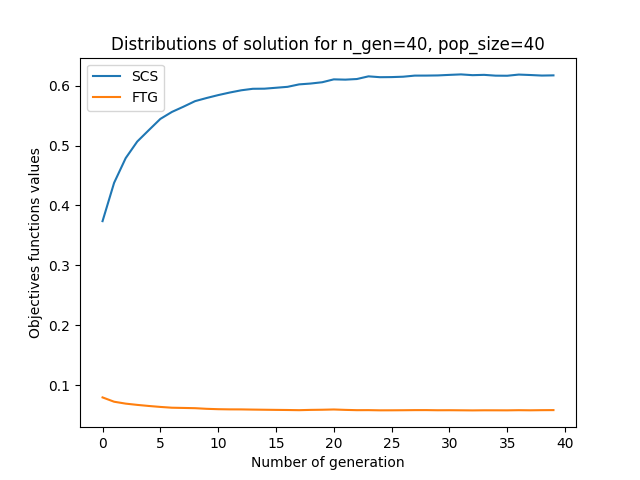 Distributions of solution for n_gen=40, pop_size=40
SCS
FTG
Objectives functions values
0.6
0.5
0.4
0.3
0.2
0.1
0 5 10 15 20 25 30 35 40
Number of generation